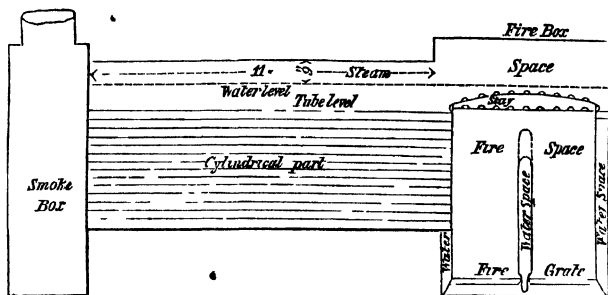 Fire Box
11 . 9" Steam Space
Water level
Tube level
Stay
Fire Space
Cylindrical part
Smoke
Box
Water Space
Water Space
Water
Fire Grate